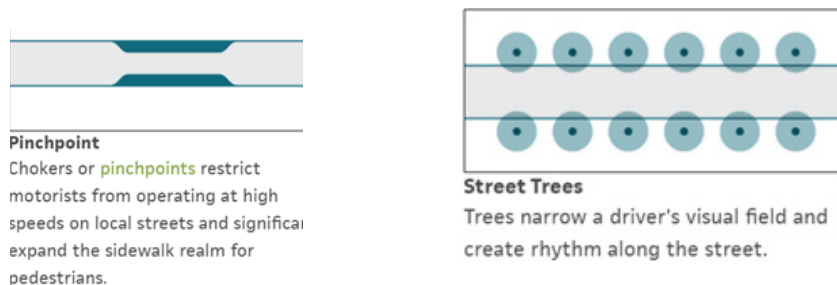 Pinchpoint
Chokers or pinchpoints restrict
motorists from operating at high
speeds on local streets and significa
expand the sidewalk realm for
pedestrians.
Street Trees
Trees narrow a driver's visual field and
create rhythm along the street.